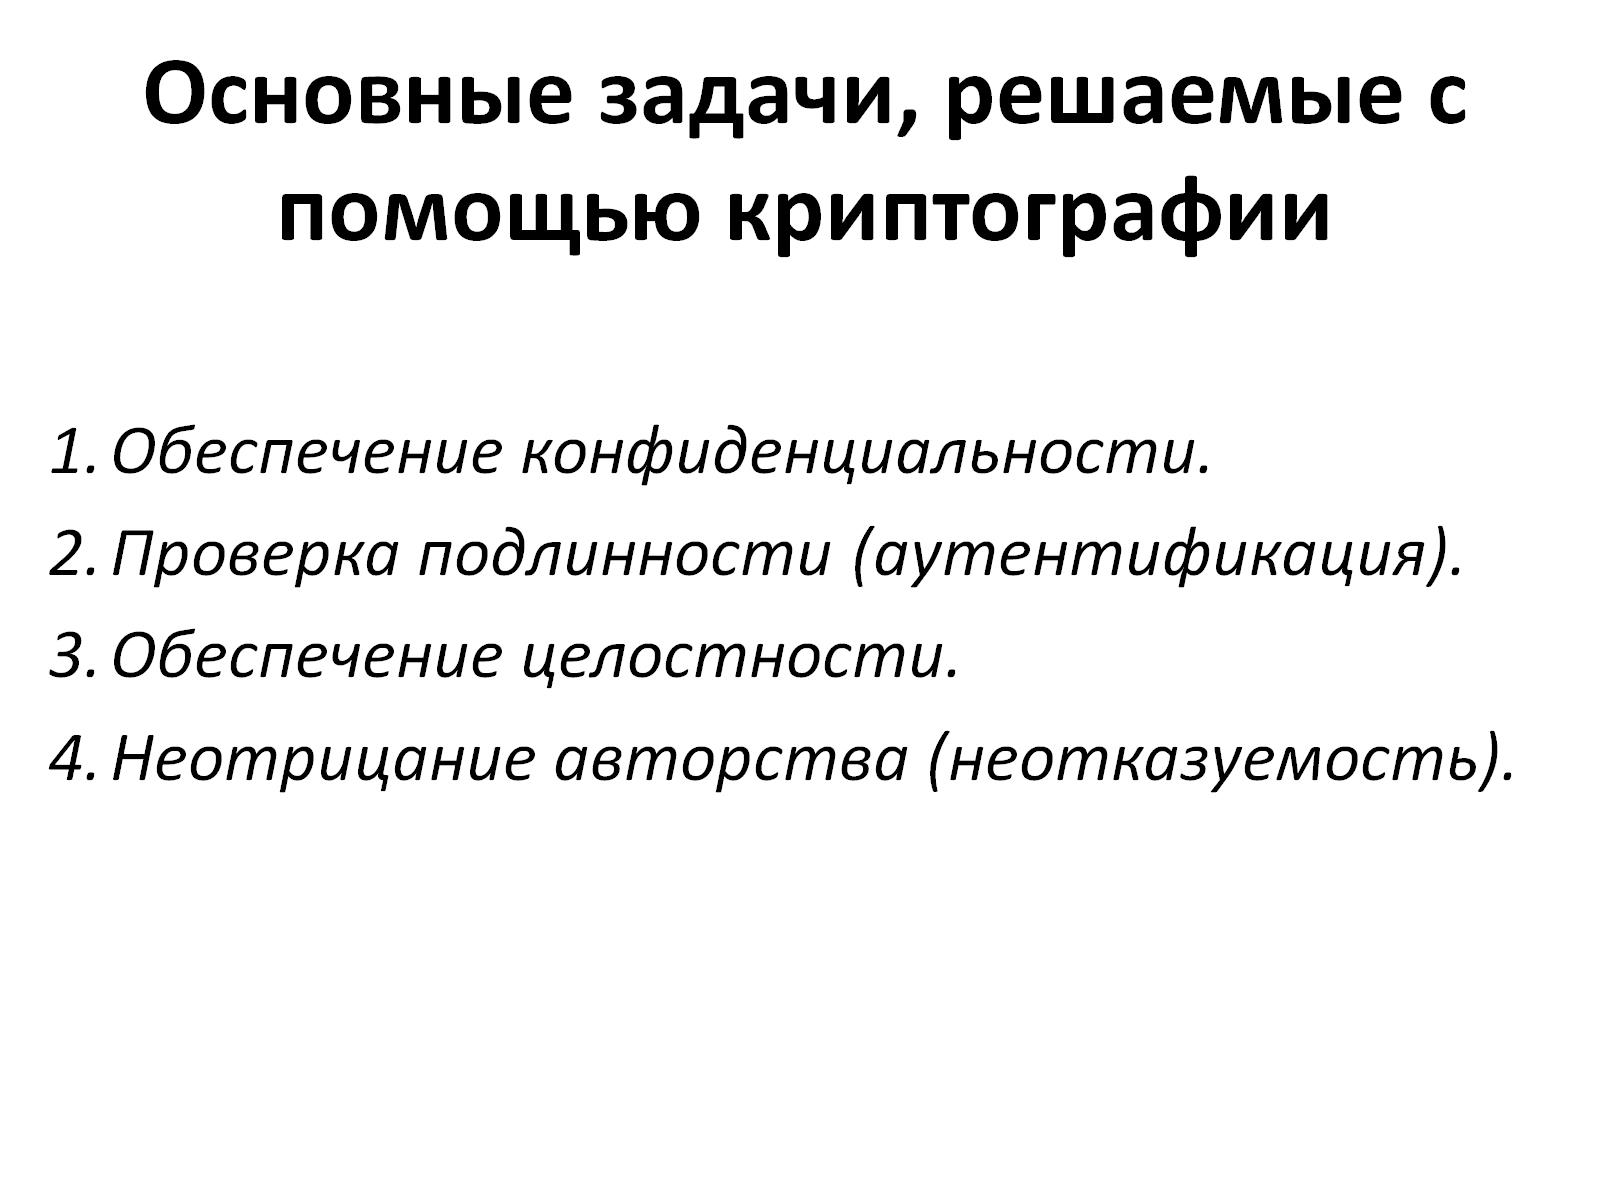 Основные задачи, решаемые с
помощью криптографии
1. Обеспечение конфиденциальности.
2. Проверка подлинности (аутентификация).
3. Обеспечение целостности.
4. Неотрицание авторства (неотказуемость).